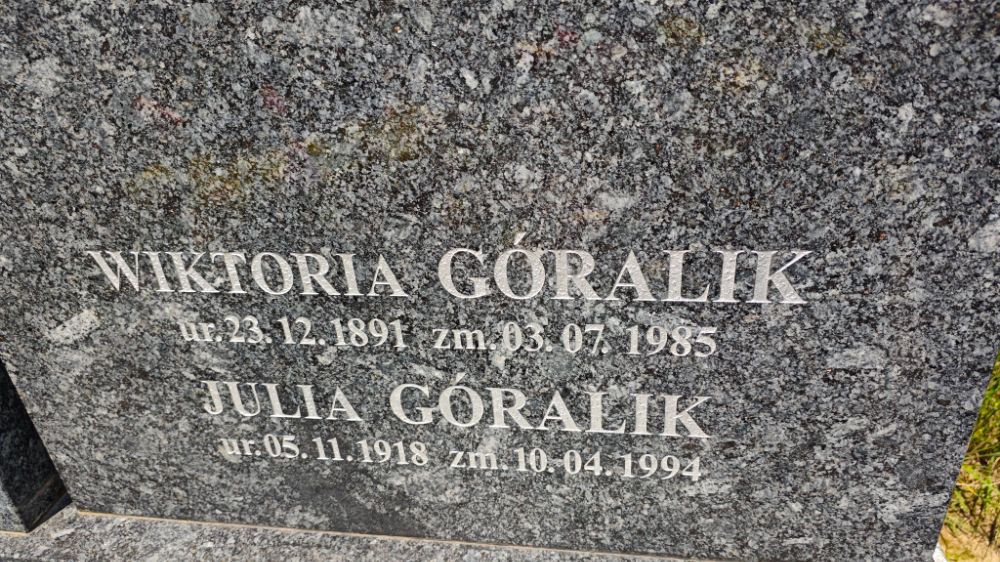 WIKTORIA GÓRALIK
ur. 23. 12. 1891 zm. 03. 07. 1985
JULIA GÓRALIK
ur. 05. 11. 1918 zm. 10. 04. 1994